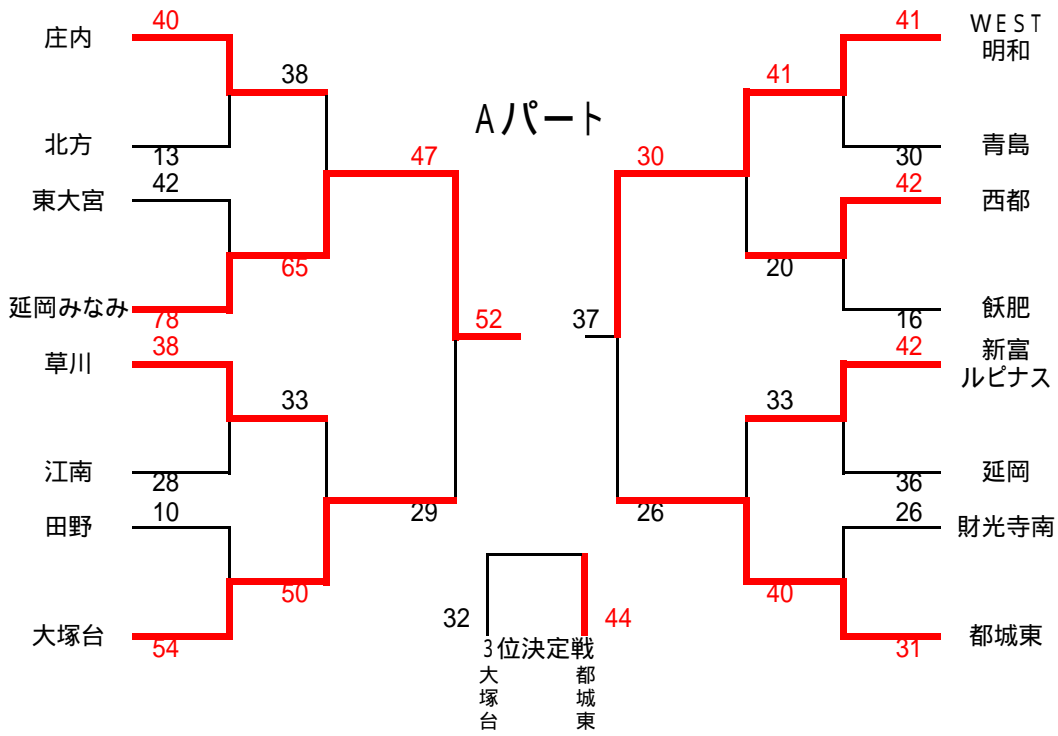 40
庄内
38
北方
13
東大宮
42
47
65
延岡みなみ
78
草川
38
33
江南
28
田野
10
29
50
大塚台
54
Aパート
52
37
41
WEST
明和
41
青島
30
30
西都
42
20
飫肥
16
新富
ルピナス
42
33
延岡
36
財光寺南
26
26
40
都城東
31
32
44
3位決定戦
大塚台
都城東